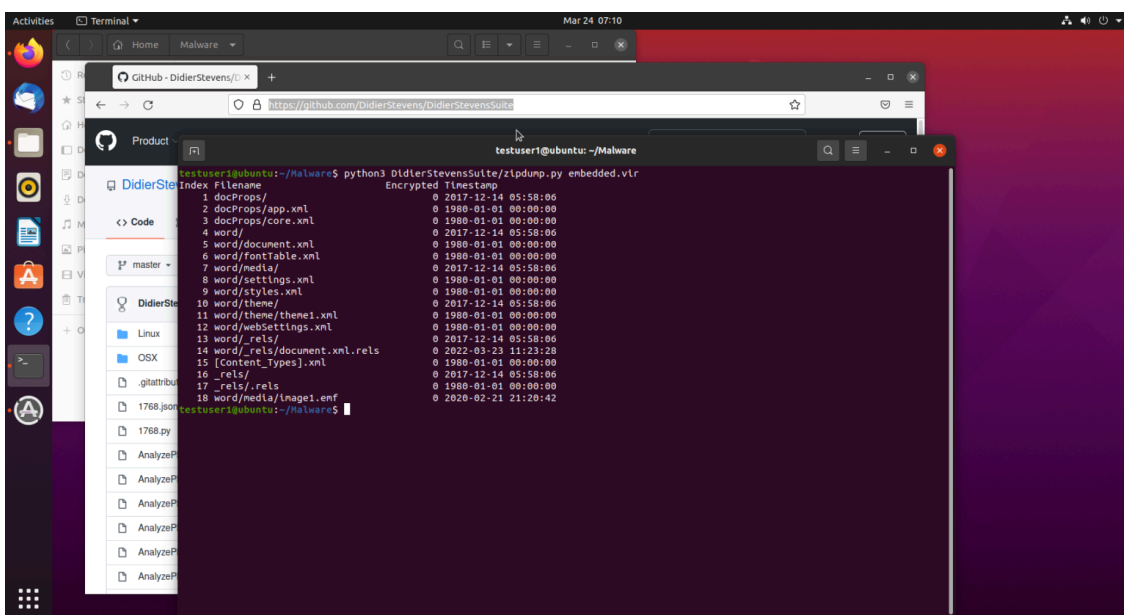 Activities Terminal Mar 24 07:10
Home Malware
GitHub - DidierStevens/D
https://github.com/DidierStevens/DidierStevensSuite
Product
testuser1@ubuntu: ~/Malware
DidierSte
<> Code
master
DidierSte
Linux
OSX
.gitattribut
1768.json
1768.py
AnalyzeP
AnalyzeP
AnalyzeP
AnalyzeP
AnalyzeP
AnalyzeP
testuser1@ubuntu:~/Malware$ python3 DidierStevensSuite/zipdump.py embedded.vir
Index Filename Encrypted Timestamp
1 docProps/ 0 2017-12-14 05:58:06
2 docProps/app.xml 0 1980-01-01 00:00:00
3 docProps/core.xml 0 1980-01-01 00:00:00
4 word/ 0 2017-12-14 05:58:06
5 word/document.xml 0 1980-01-01 00:00:00
6 word/fontTable.xml 0 1980-01-01 00:00:00
7 word/media/ 0 2017-12-14 05:58:06
8 word/settings.xml 0 1980-01-01 00:00:00
9 word/styles.xml 0 1980-01-01 00:00:00
10 word/theme/ 0 2017-12-14 05:58:06
11 word/theme/theme1.xml 0 1980-01-01 00:00:00
12 word/webSettings.xml 0 1980-01-01 00:00:00
13 word/_rels/ 0 2017-12-14 05:58:06
14 word/_rels/document.xml.rels 0 2022-03-23 11:23:28
15 [Content_Types].xml 0 1980-01-01 00:00:00
16 _rels/ 0 2017-12-14 05:58:06
17 _rels/.rels 0 1980-01-01 00:00:00
18 word/media/image1.emf 0 2020-02-21 21:20:42
testuser1@ubuntu:~/Malware$